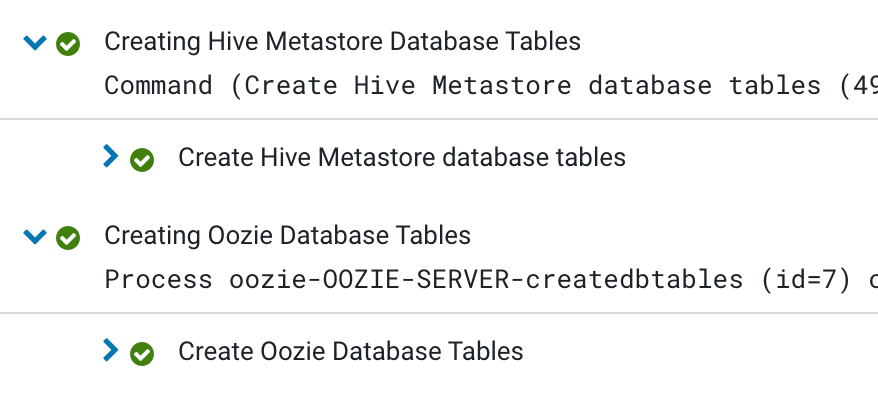 Creating Hive Metastore Database Tables
Command (Create Hive Metastore database tables (49
Create Hive Metastore database tables
Creating Oozie Database Tables
Process oozie-OOZIE-SERVER-createdbtables (id=7)
Create Oozie Database Tables